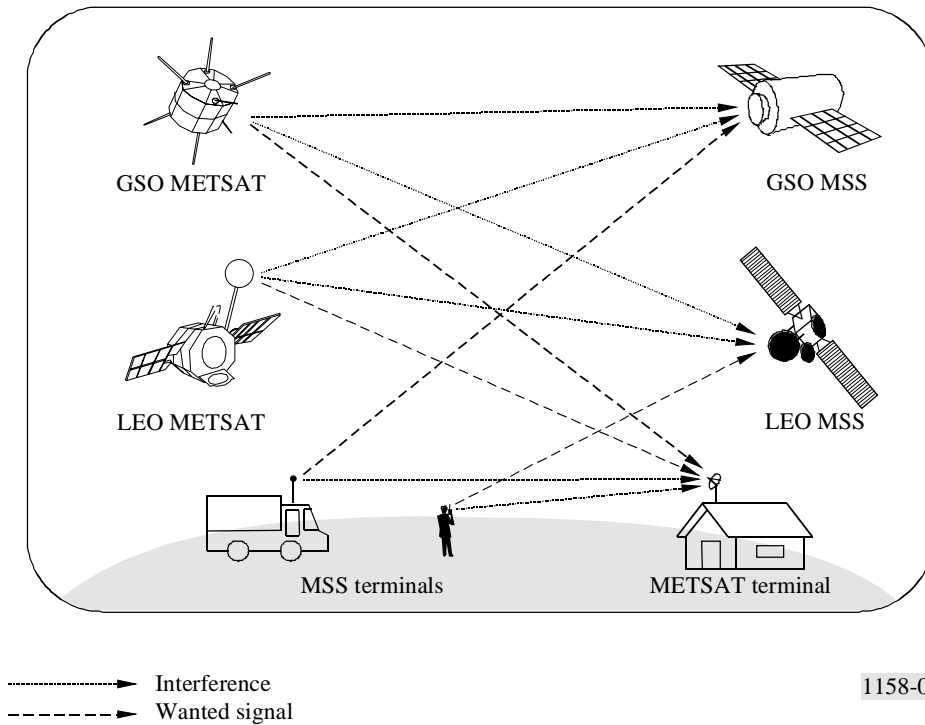 GSO METSAT
GSO MSS
LEO METSAT
LEO MSS
MSS terminals
METSAT terminal
Interference
Wanted signal
1158-0